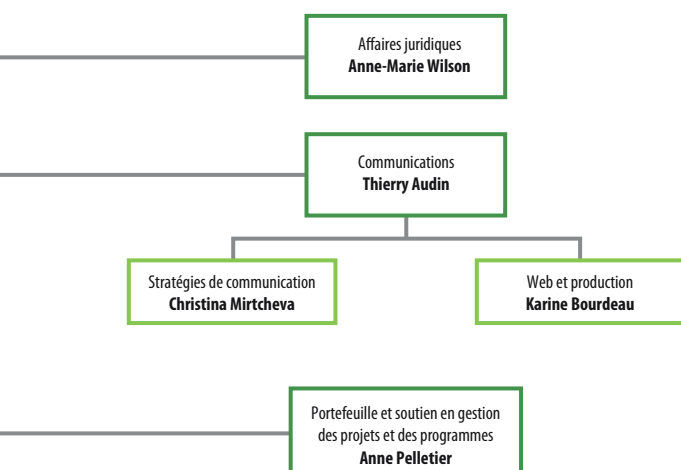 Affaires juridiques
Anne-Marie Wilson
Communications
Thierry Audin
Stratégies de communication
Christina Mirtcheva
Web et production
Karine Bourdeau
Portefeuille et soutien en gestion
des projets et des programmes
Anne Pelletier